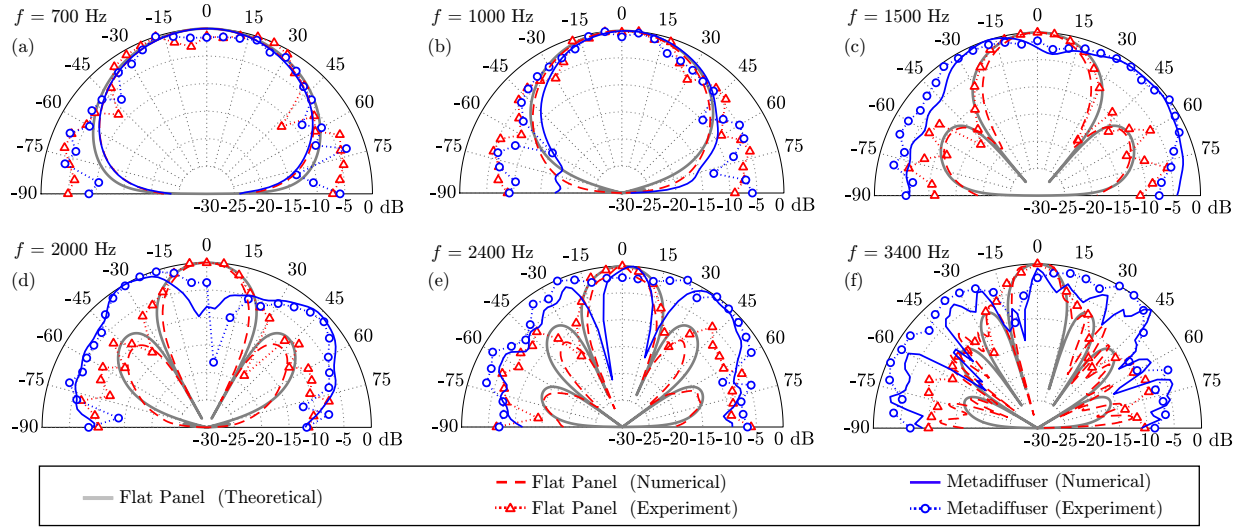 f = 700 Hz
(a)
-90 -75 -60 -45 -30 -15 0 15 30 45 60 75
-30 -25 -20 -15 -10 -5 0 dB
f = 1000 Hz
(b)
-90 -75 -60 -45 -30 -15 0 15 30 45 60 75
-30 -25 -20 -15 -10 -5 0 dB
f = 1500 Hz
(c)
-90 -75 -60 -45 -30 -15 0 15 30 45 60 75
-30 -25 -20 -15 -10 -5 0 dB
f = 2000 Hz
(d)
-90 -75 -60 -45 -30 -15 0 15 30 45 60 75
-30 -25 -20 -15 -10 -5 0 dB
f = 2400 Hz
(e)
-90 -75 -60 -45 -30 -15 0 15 30 45 60 75
-30 -25 -20 -15 -10 -5 0 dB
f = 3400 Hz
(f)
-90 -75 -60 -45 -30 -15 0 15 30 45 60 75
-30 -25 -20 -15 -10 -5 0 dB
Flat Panel (Theoretical)
Flat Panel (Numerical)
Flat Panel (Experiment)
Metadiffuser (Numerical)
Metadiffuser (Experiment)